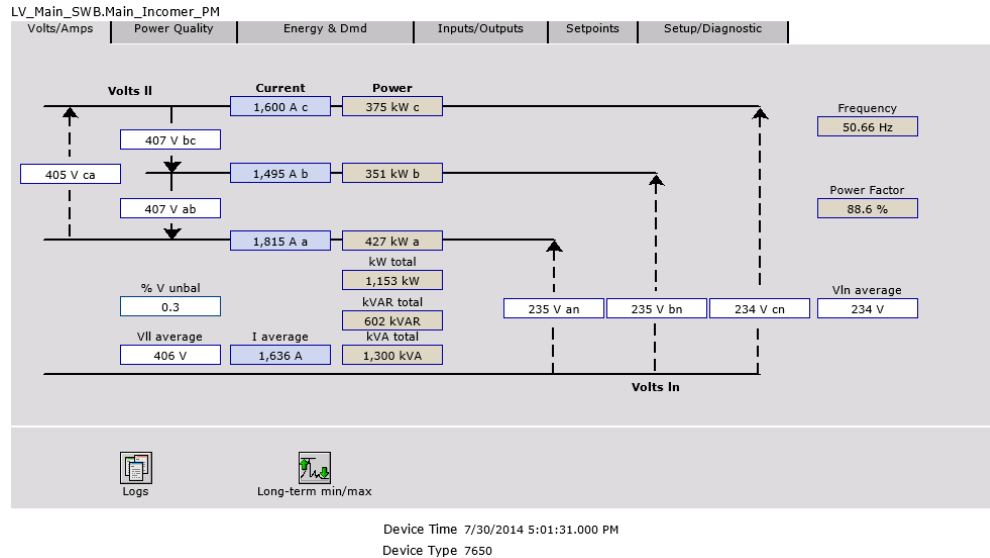 LV_Main_SWB.Main_Incomer_PM
Volts/Amps Power Quality Energy & Dmd Inputs/Outputs Setpoints Setup/Diagnostic
Volts ll Current Power
1,600 A c 375 kW c
Frequency
50.66 Hz
407 V bc
405 V ca 1,495 A b 351 kW b
Power Factor
88.6 %
407 V ab
1,815 A a 427 kW a
kW total
1,153 kW
% V unbal
0.3
kVAR total
602 kVAR
235 V an 235 V bn 234 V cn
Vln average
234 V
Vll average I average kVA total
406 V 1,636 A 1,300 kVA
Volts ln
Logs Long-term min/max
Device Time 7/30/2014 5:01:31.000 PM
Device Type 7650